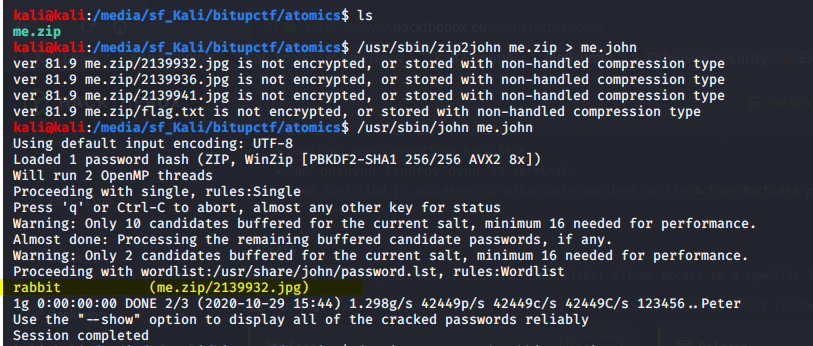 kali@kali:/media/sf_Kali/bitupctf/atomics$ ls
me.zip
kali@kali:/media/sf_Kali/bitupctf/atomics$ /usr/sbin/zip2john me.zip > me.john
ver 81.9 me.zip/2139932.jpg is not encrypted, or stored with non-handled compression type
ver 81.9 me.zip/2139936.jpg is not encrypted, or stored with non-handled compression type
ver 81.9 me.zip/2139941.jpg is not encrypted, or stored with non-handled compression type
ver 81.9 me.zip/flag.txt is not encrypted, or stored with non-handled compression type
kali@kali:/media/sf_Kali/bitupctf/atomics$ /usr/sbin/john me.john
Using default input encoding: UTF-8
Loaded 1 password hash (ZIP, WinZip [PBKDF2-SHA1 256/256 AVX2 8x])
Will run 2 OpenMP threads
Proceeding with single, rules:Single
Press 'q' or Ctrl-C to abort, almost any other key for status
Warning: Only 10 candidates buffered for the current salt, minimum 16 needed for performance.
Almost done: Processing the remaining buffered candidate passwords, if any.
Warning: Only 2 candidates buffered for the current salt, minimum 16 needed for performance.
Proceeding with wordlist:/usr/share/john/password.lst, rules:Wordlist
rabbit (me.zip/2139932.jpg)
1g 0:00:00:00 DONE 2/3 (2020-10-29 15:44) 1.298g/s 42449p/s 42449c/s 42449C/s 123456..Peter
Use the "--show" option to display all of the cracked passwords reliably
Session completed